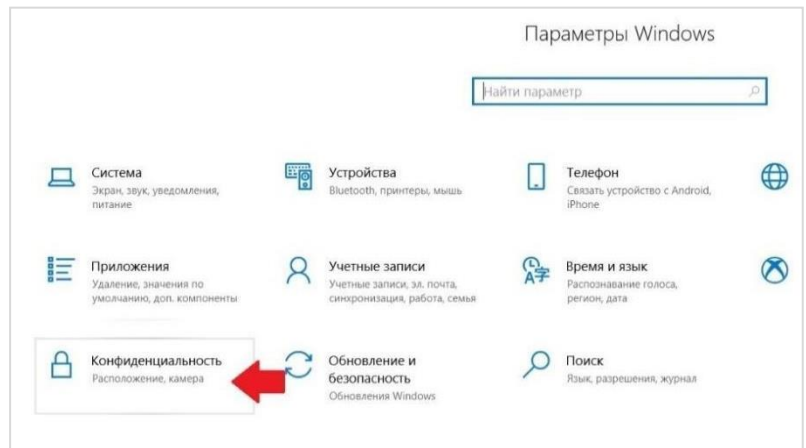 Параметры Windows
Найти параметр
Система
Экран, звук, уведомления,
питание
Устройства
Bluetooth, принтеры, мышь
Телефон
Связать устройство с Android,
iPhone
Приложения
Удаление, значения по
умолчанию, доп. компоненты
Учетные записи
Учетные записи, эл. почта,
синхронизация, работа, семья
Время и язык
Распознавание голоса,
регион, дата
Конфиденциальность
Расположение, камера
Обновление и
безопасность
Обновления Windows
Поиск
Язык, разрешения, журнал